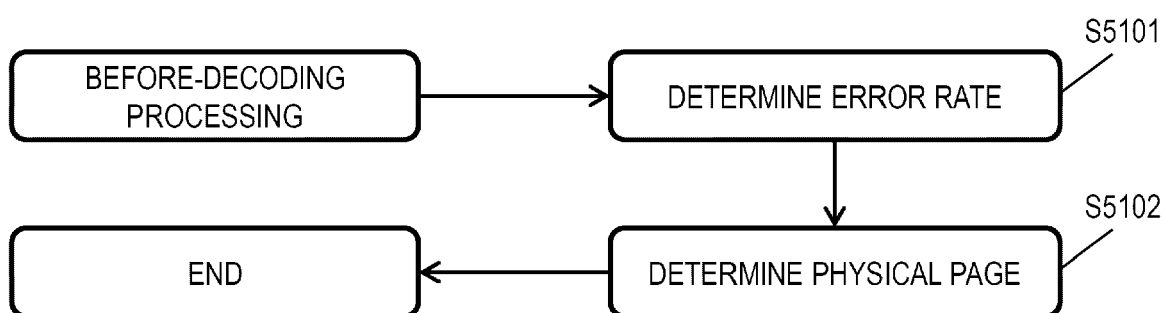 S5101
BEFORE-DECODING
PROCESSING
DETERMINE ERROR RATE
S5102
END
DETERMINE PHYSICAL PAGE